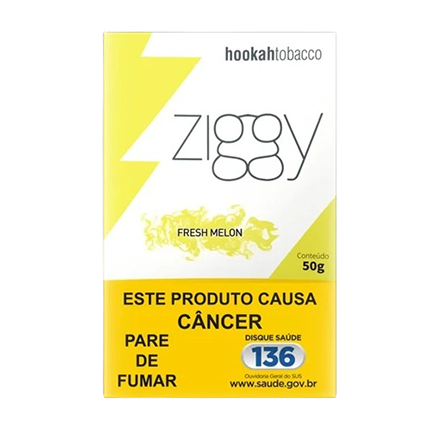 hookahtobacco
ziggy
FRESH MELON
Conteúdo
50g
ESTE PRODUTO CAUSA
CÂNCER
PARE
DE
FUMAR
DISQUE SAÚDE
136
Ouvidoria Geral do SUS
www.saude.gov.br